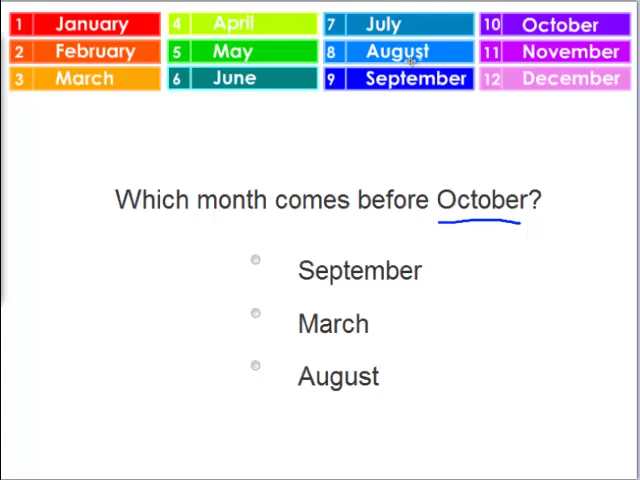 1 January
2 February
3 March
4 April
5 May
6 June
7 July
8 August
9 September
10 October
11 November
12 December
Which month comes before October?
September
March
August